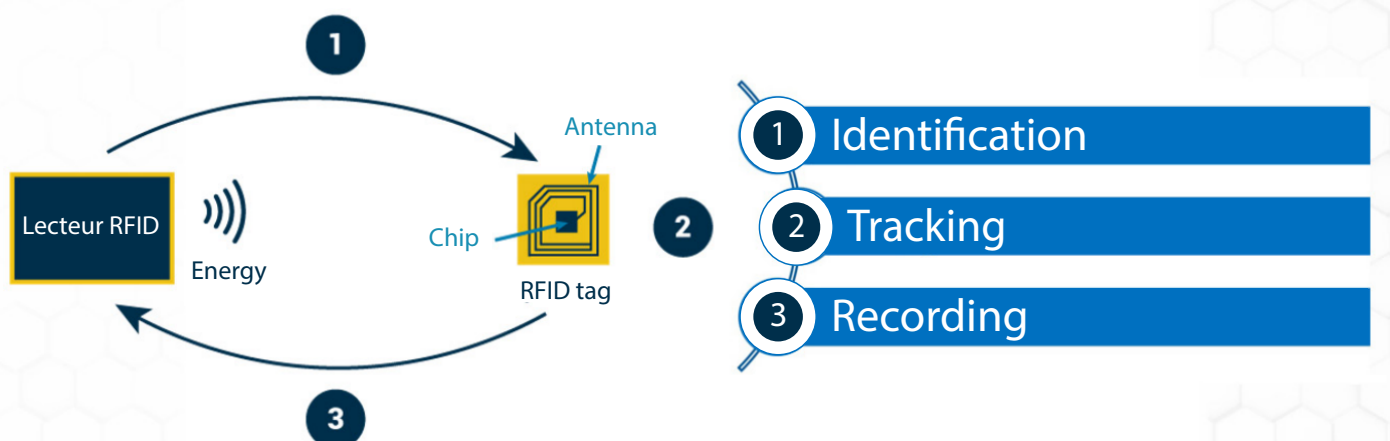 1
Antenna
Lecteur RFID
Chip
2
Energy
RFID tag
3
1 Identification
2 Tracking
3 Recording